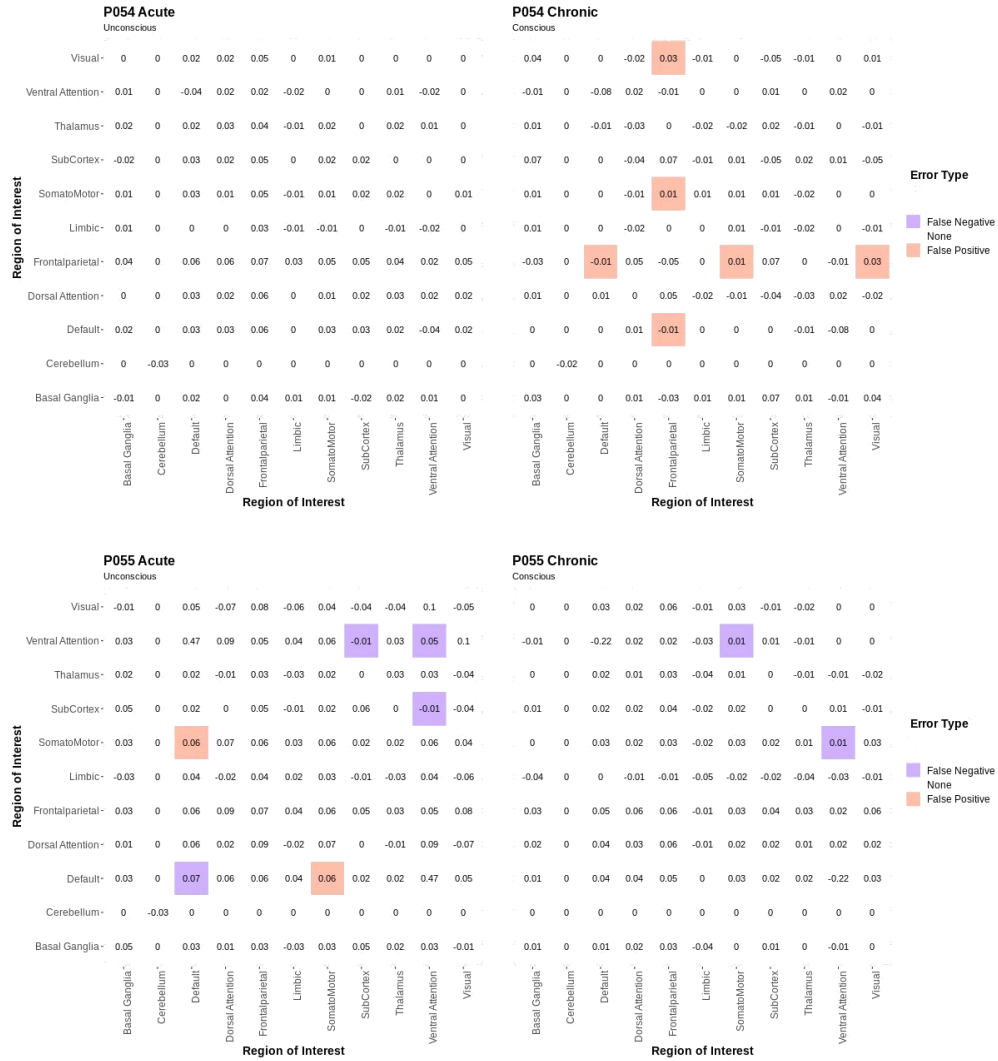 P054 Acute
Unconscious
Visual 0 0 0.02 0.02 0.05 0 0.01 0 0 0 0
Ventral Attention 0.01 0 -0.04 0.02 0.02 -0.02 0 0 0.01 -0.02 0
Thalamus 0.02 0 0.02 0.03 0.04 -0.01 0.02 0 0.02 0.01 0
SubCortex -0.02 0 0.03 0.02 0.05 0 0.02 0.02 0 0 0
SomatoMotor 0.01 0 0.03 0.01 0.05 -0.01 0.01 0.02 0.02 0 0.01
Limbic 0.01 0 0 0 0.03 -0.01 -0.01 0 -0.01 -0.02 0
Frontalparietal 0.04 0 0.06 0.06 0.07 0.03 0.05 0.05 0.04 0.02 0.05
Dorsal Attention 0 0 0.03 0.02 0.06 0 0.01 0.02 0.03 0.02 0.02
Default 0.02 0 0.03 0.03 0.06 0 0.03 0.03 0.02 -0.04 0.02
Cerebellum 0 -0.03 0 0 0 0 0 0 0 0 0
Basal Ganglia -0.01 0 0.02 0 0.04 0.01 0.01 -0.02 0.02 0.01 0
Region of Interest
Basal Ganglia Cerebellum Default Dorsal Attention Frontalparietal Limbic SomatoMotor SubCortex Thalamus Ventral Attention Visual
Region of Interest
P054 Chronic
Conscious
0.04 0 0 -0.02 0.03 -0.01 0 -0.05 -0.01 0 0.01
-0.01 0 -0.08 0.02 -0.01 0 0 0.01 0 0.02 0
0.01 0 -0.01 -0.03 0 -0.02 -0.02 0.02 -0.01 0 -0.01
0.07 0 0 -0.04 0.07 -0.01 0.01 -0.05 0.02 0.01 -0.05
0.01 0 0 -0.01 0.01 0.01 0.01 0.01 -0.02 0 0
0.01 0 0 -0.02 0 0 0.01 -0.01 -0.02 0 -0.01
-0.03 0 -0.01 0.05 -0.05 0 0.01 0.07 0 -0.01 0.03
0.01 0 0.01 0 0.05 -0.02 -0.01 -0.04 -0.03 0.02 -0.02
0 0 0 0.01 -0.01 0 0 0 -0.01 -0.08 0
0 -0.02 0 0 0 0 0 0 0 0 0
0.03 0 0 0.01 -0.03 0.01 0.01 0.07 0.01 -0.01 0.04
Basal Ganglia Cerebellum Default Dorsal Attention Frontalparietal Limbic SomatoMotor SubCortex Thalamus Ventral Attention Visual
Region of Interest
Error Type
False Negative
None
False Positive
P055 Acute
Unconscious
Visual -0.01 0 0.05 -0.07 0.08 -0.06 0.04 -0.04 -0.04 0.1 -0.05
Ventral Attention 0.03 0 0.47 0.09 0.05 0.04 0.06 -0.01 0.03 0.05 0.1
Thalamus 0.02 0 0.02 -0.01 0.03 -0.03 0.02 0 0.03 0.03 -0.04
SubCortex 0.05 0 0.02 0 0.05 -0.01 0.02 0.06 0 -0.01 -0.04
SomatoMotor 0.03 0 0.06 0.07 0.06 0.03 0.06 0.02 0.02 0.06 0.04
Limbic -0.03 0 0.04 -0.02 0.04 0.02 0.03 -0.01 -0.03 0.04 -0.06
Frontalparietal 0.03 0 0.06 0.09 0.07 0.04 0.06 0.05 0.03 0.05 0.08
Dorsal Attention 0.01 0 0.06 0.02 0.09 -0.02 0.07 0 -0.01 0.09 -0.07
Default 0.03 0 0.07 0.06 0.06 0.04 0.06 0.02 0.02 0.47 0.05
Cerebellum 0 -0.03 0 0 0 0 0 0 0 0 0
Basal Ganglia 0.05 0 0.03 0.01 0.03 -0.03 0.03 0.05 0.02 0.03 -0.01
Region of Interest
Basal Ganglia Cerebellum Default Dorsal Attention Frontalparietal Limbic SomatoMotor SubCortex Thalamus Ventral Attention Visual
Region of Interest
P055 Chronic
Conscious
0 0 0.03 0.02 0.06 -0.01 0.03 -0.01 -0.02 0 0
-0.01 0 -0.22 0.02 0.02 -0.03 0.01 0.01 -0.01 0 0
0.01 0 0.02 0.01 0.03 -0.04 0.01 0 -0.01 -0.01 -0.02
0.01 0 0.02 0.02 0.04 -0.02 0.02 0 0 0.01 -0.01
0 0 0.03 0.02 0.03 -0.02 0.03 0.02 0.01 0.01 0.03
-0.04 0 0 -0.01 -0.01 -0.05 -0.02 -0.02 -0.04 -0.03 -0.01
0.03 0 0.05 0.06 0.06 -0.01 0.03 0.04 0.03 0.02 0.06
0.02 0 0.04 0.03 0.06 -0.01 0.02 0.02 0.01 0.02 0.02
0.01 0 0.04 0.04 0.05 0 0.03 0.02 0.02 -0.22 0.03
0 0 0 0 0 0 0 0 0 0 0
0.01 0 0.01 0.02 0.03 -0.04 0 0.01 0 -0.01 0
Basal Ganglia Cerebellum Default Dorsal Attention Frontalparietal Limbic SomatoMotor SubCortex Thalamus Ventral Attention Visual
Region of Interest
Error Type
False Negative
None
False Positive